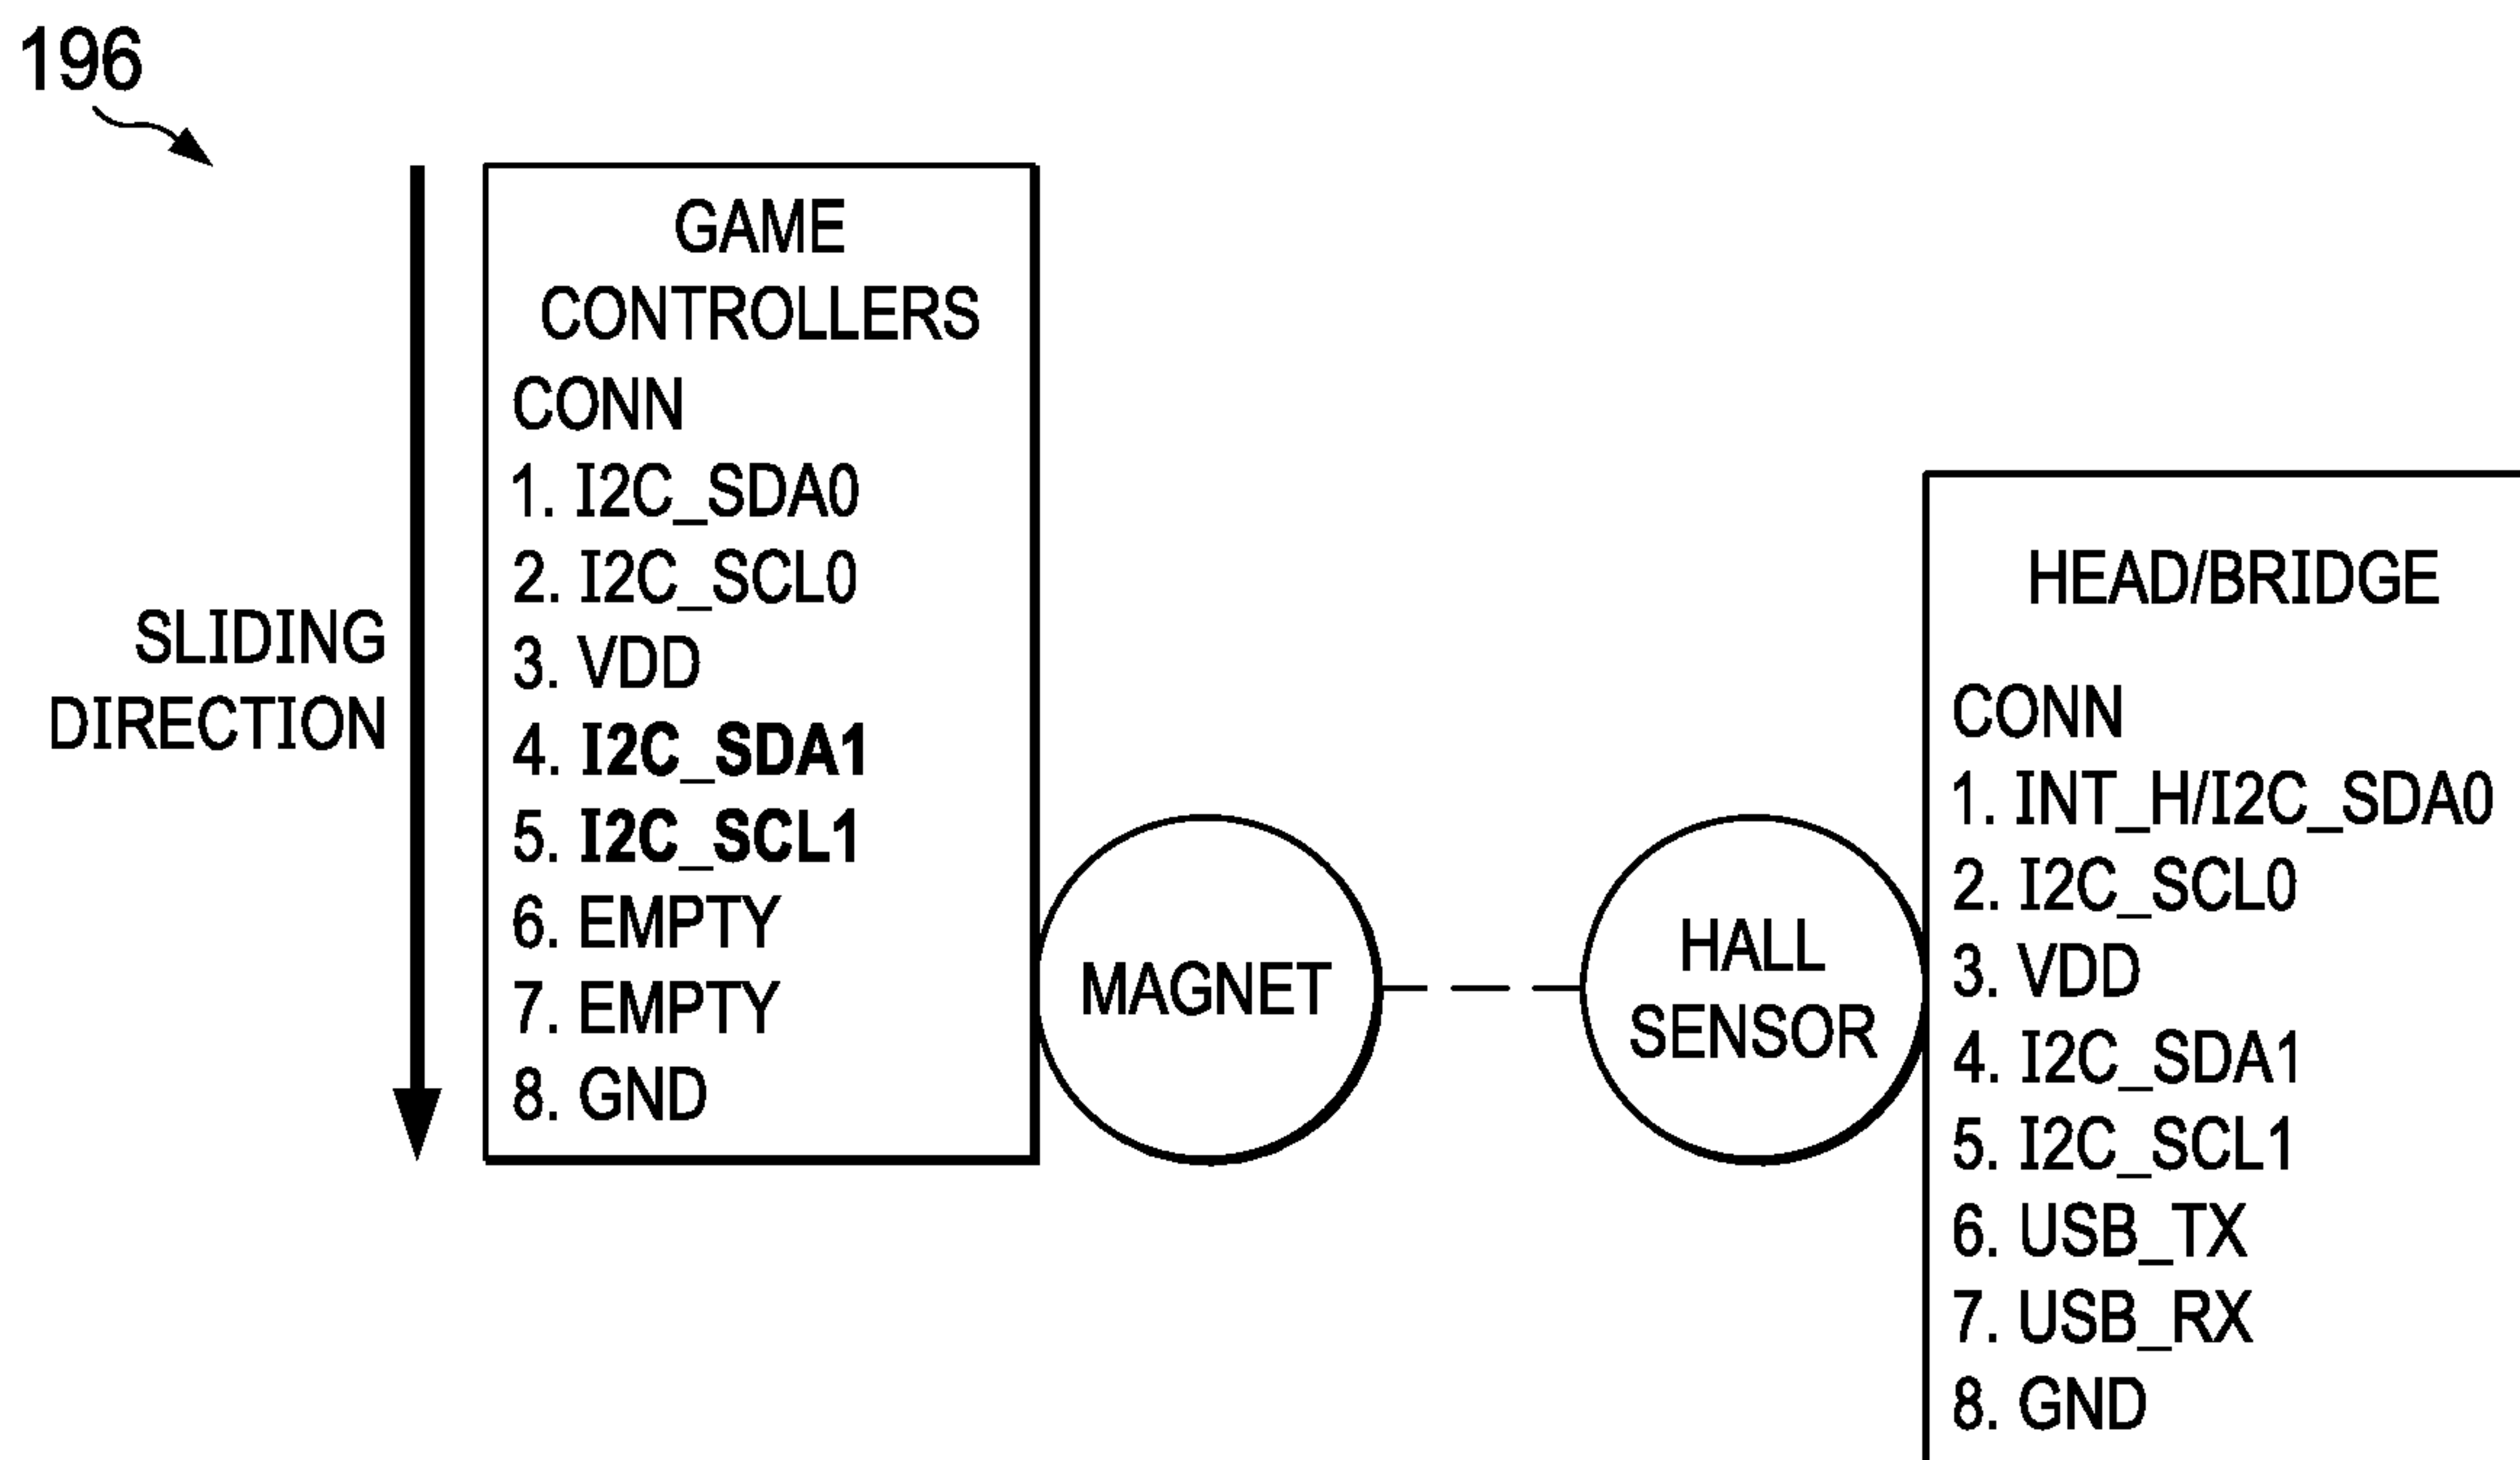 196
SLIDING
DIRECTION
GAME
CONTROLLERS
CONN
1. I2C_SDA0
2. I2C_SCL0
3. VDD
4. I2C_SDA1
5. I2C_SCL1
6. EMPTY
7. EMPTY
8. GND
MAGNET
HALL
SENSOR
HEAD/BRIDGE
CONN
1. INT_H/I2C_SDA0
2. I2C_SCL0
3. VDD
4. I2C_SDA1
5. I2C_SCL1
6. USB_TX
7. USB_RX
8. GND